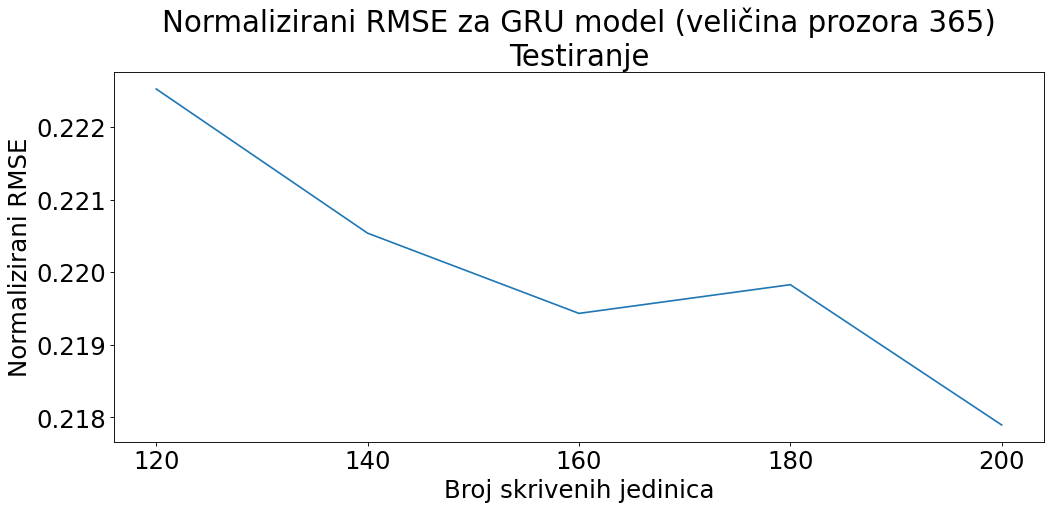 Normalizirani RMSE za GRU model (veličina prozora 365)
Testiranje
Normalizirani RMSE
0.222
0.221
0.220
0.219
0.218
120 140 160 180 200
Broj skrivenih jedinica